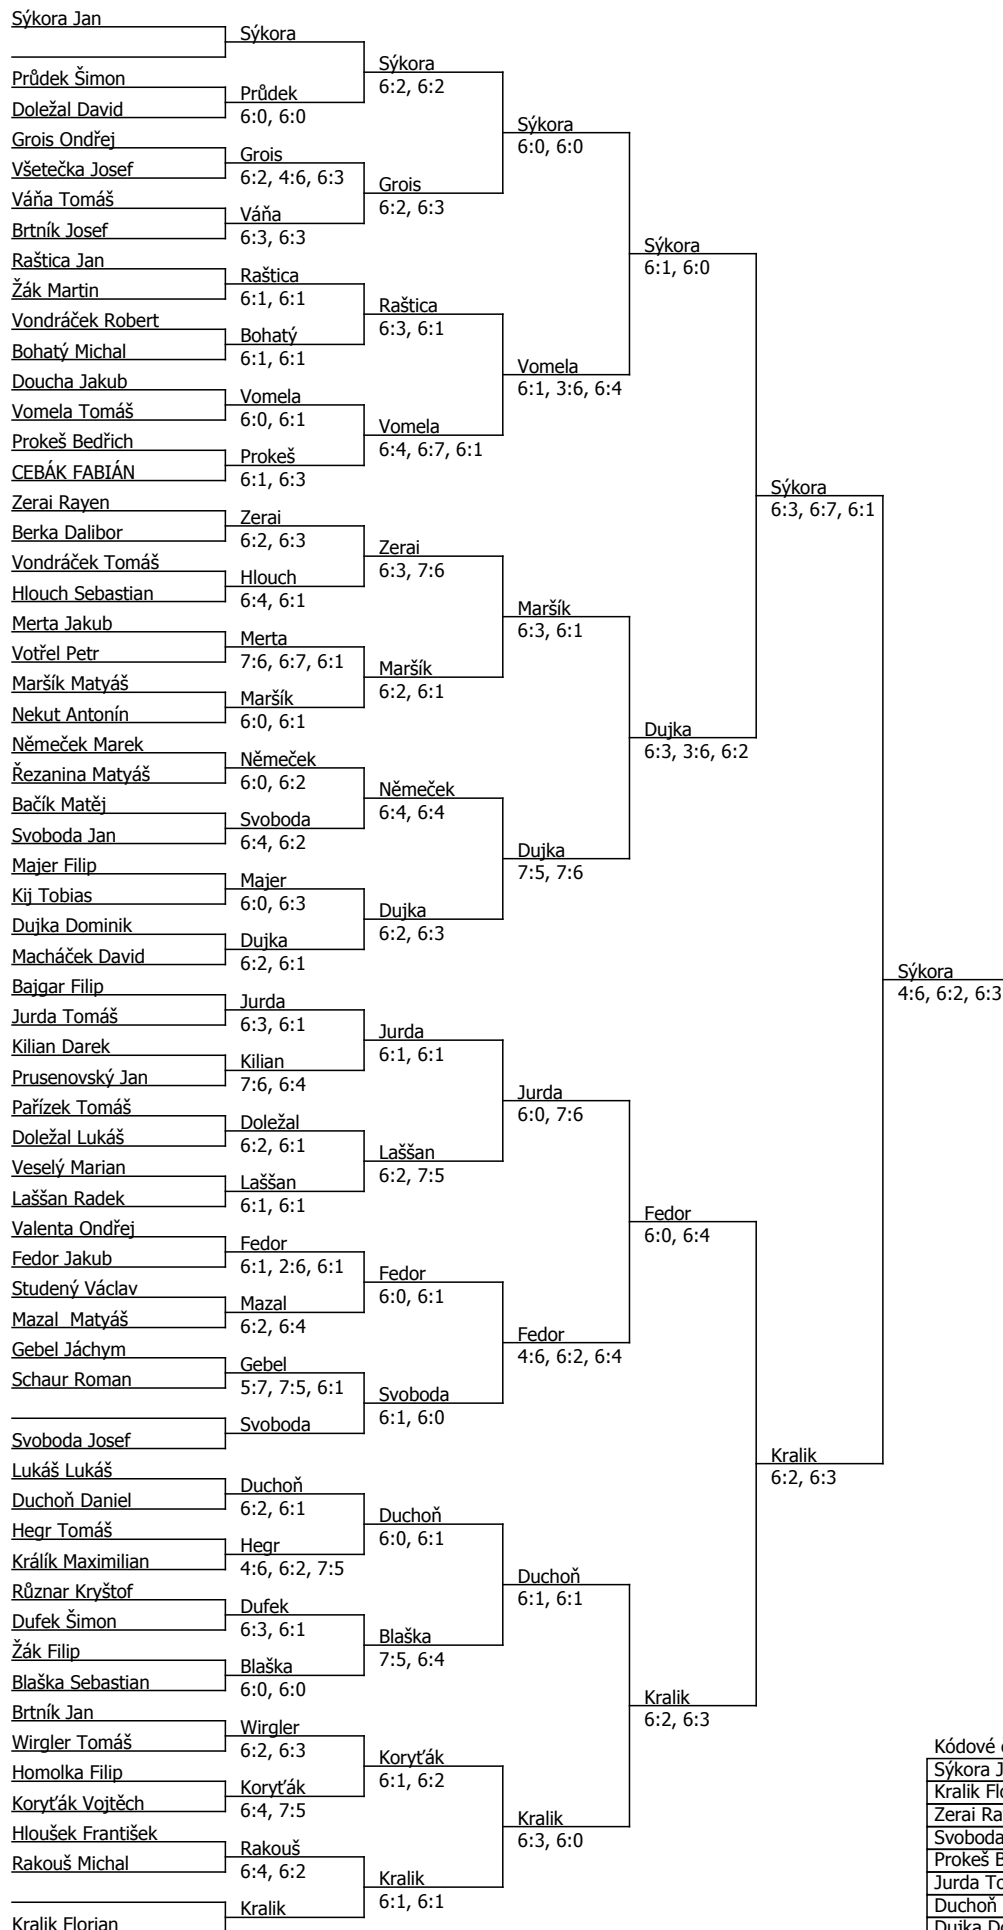 Sýkora Jan
Průdek Šimon
Doležal David
Grois Ondřej
Všetečka Josef
Váňa Tomáš
Brtník Josef
Raštica Jan
Žák Martin
Vondráček Robert
Bohatý Michal
Doucha Jakub
Vomela Tomáš
Prokeš Bedřich
CEBÁK FABIÁN
Zerai Rayen
Berka Dalibor
Vondráček Tomáš
Hlouch Sebastian
Merta Jakub
Votřel Petr
Maršík Matyáš
Nekut Antonín
Němeček Marek
Řezanina Matyáš
Bačík Matěj
Svoboda Jan
Majer Filip
Kij Tobias
Dujka Dominik
Macháček David
Bajgar Filip
Jurda Tomáš
Kilian Darek
Prusenovský Jan
Pařízek Tomáš
Doležal Lukáš
Veselý Marian
Laššan Radek
Valenta Ondřej
Fedor Jakub
Studený Václav
Mazal  Matyáš
Gebel Jáchym
Schaur Roman
Svoboda Josef
Lukáš Lukáš
Duchoň Daniel
Hegr Tomáš
Králík Maximilian
Různar Kryštof
Dufek Šimon
Žák Filip
Blaška Sebastian
Brtník Jan
Wirgler Tomáš
Homolka Filip
Koryťák Vojtěch
Hloušek František
Rakouš Michal
Kralik Florian
Sýkora
Průdek
6:0, 6:0
Grois
6:2, 4:6, 6:3
Váňa
6:3, 6:3
Raštica
6:1, 6:1
Bohatý
6:1, 6:1
Vomela
6:0, 6:1
Prokeš
6:1, 6:3
Zerai
6:2, 6:3
Hlouch
6:4, 6:1
Merta
7:6, 6:7, 6:1
Maršík
6:0, 6:1
Němeček
6:0, 6:2
Svoboda
6:4, 6:2
Majer
6:0, 6:3
Dujka
6:2, 6:1
Jurda
6:3, 6:1
Kilian
7:6, 6:4
Doležal
6:2, 6:1
Laššan
6:1, 6:1
Fedor
6:1, 2:6, 6:1
Mazal
6:2, 6:4
Gebel
5:7, 7:5, 6:1
Svoboda
Duchoň
6:2, 6:1
Hegr
4:6, 6:2, 7:5
Dufek
6:3, 6:1
Blaška
6:0, 6:0
Wirgler
6:2, 6:3
Koryťák
6:4, 7:5
Rakouš
6:4, 6:2
Kralik
Sýkora
6:2, 6:2
Grois
6:2, 6:3
Raštica
6:3, 6:1
Vomela
6:4, 6:7, 6:1
Zerai
6:3, 7:6
Maršík
6:2, 6:1
Němeček
6:4, 6:4
Dujka
6:2, 6:3
Jurda
6:1, 6:1
Laššan
6:2, 7:5
Fedor
6:0, 6:1
Svoboda
6:1, 6:0
Duchoň
6:0, 6:1
Blaška
7:5, 6:4
Koryťák
6:1, 6:2
Kralik
6:1, 6:1
Sýkora
6:0, 6:0
Vomela
6:1, 3:6, 6:4
Maršík
6:3, 6:1
Dujka
7:5, 7:6
Jurda
6:0, 7:6
Fedor
4:6, 6:2, 6:4
Duchoň
6:1, 6:1
Kralik
6:3, 6:0
Sýkora
6:1, 6:0
Dujka
6:3, 3:6, 6:2
Fedor
6:0, 6:4
Kralik
6:2, 6:3
Sýkora
6:3, 6:7, 6:1
Kralik
6:2, 6:3
Sýkora
4:6, 6:2, 6:3
Kódové
Sýkora J
Kralik Flo
Zerai Ra
Svoboda
Prokeš B
Jurda To
Duchoň
Dujka Do